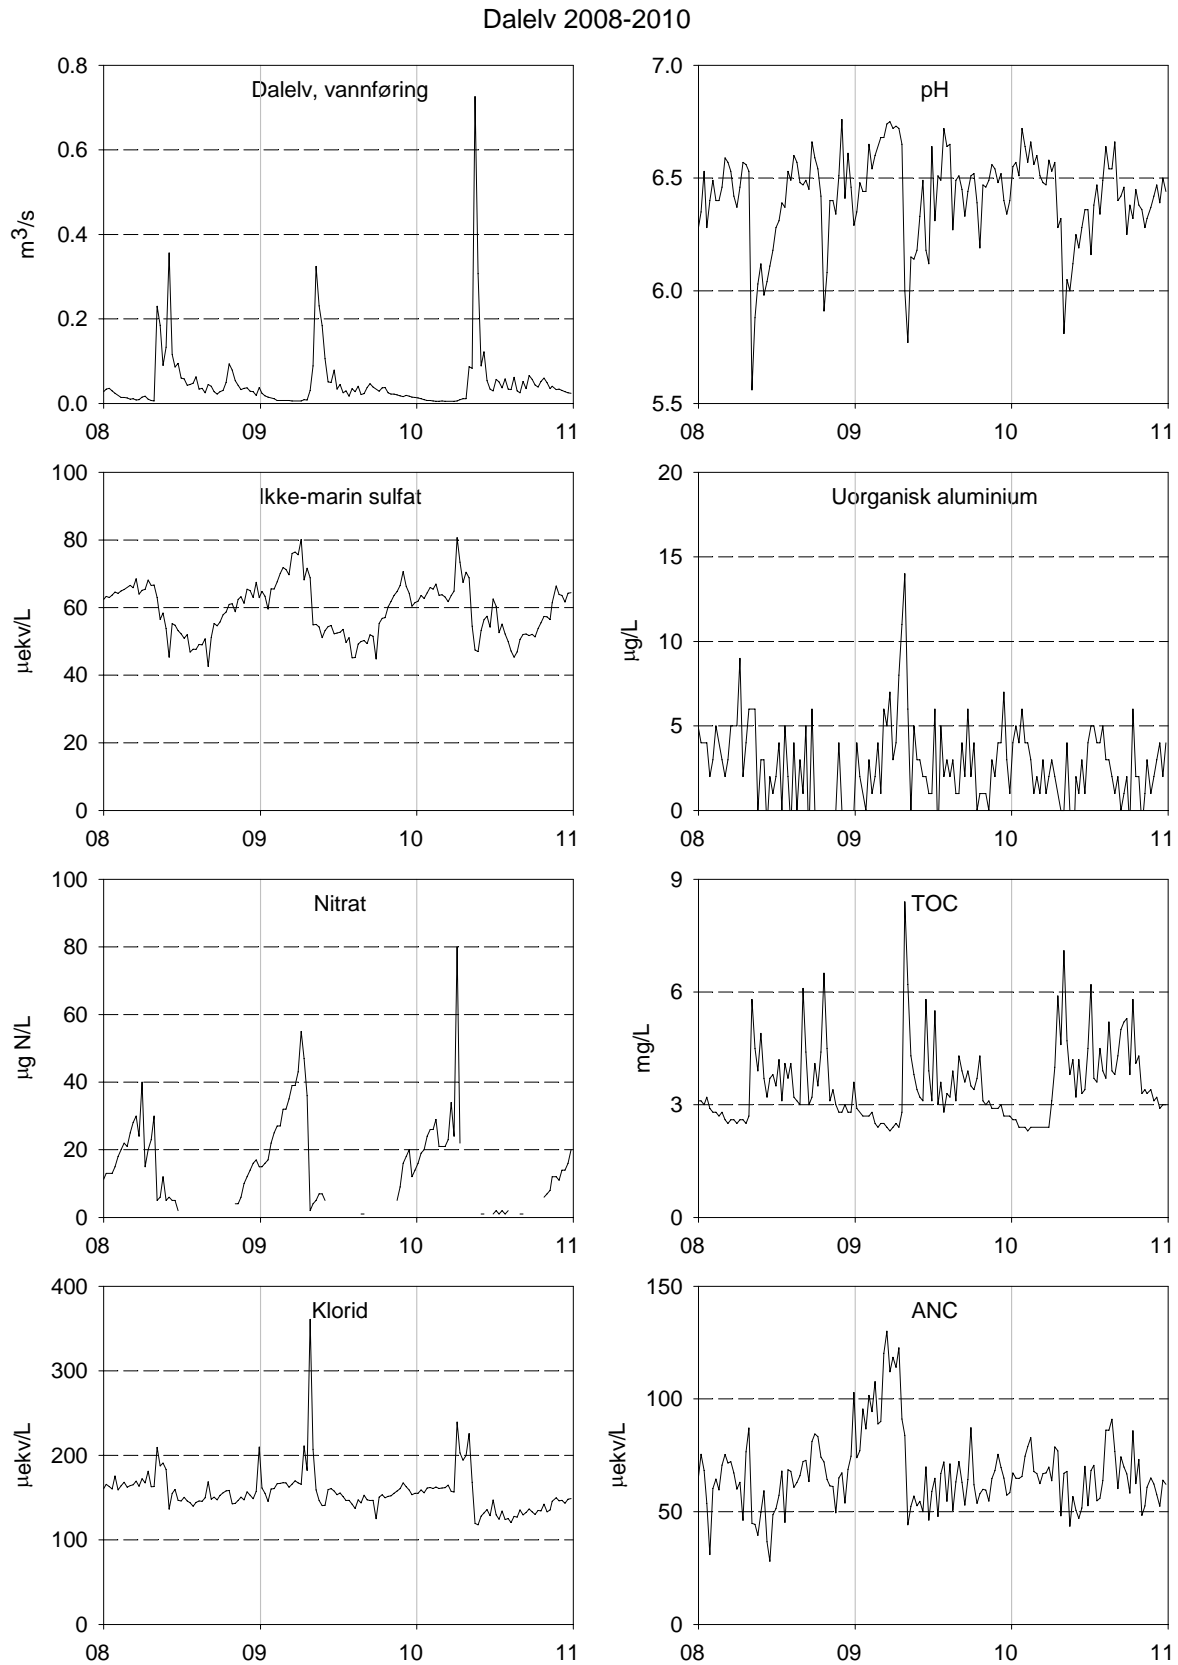 Dalelv 2008-2010
Dalelv, vannføring
m3/s
0.8
0.6
0.4
0.2
0.0
08 09 10 11
pH
7.0
6.5
6.0
5.5
08 09 10 11
Ikke-marin sulfat
µekv/L
100
80
60
40
20
0
08 09 10 11
Uorganisk aluminium
µg/L
20
15
10
5
0
08 09 10 11
Nitrat
µg N/L
100
80
60
40
20
0
08 09 10 11
TOC
mg/L
9
6
3
0
08 09 10 11
Klorid
µekv/L
400
300
200
100
0
08 09 10 11
ANC
µekv/L
150
100
50
0
08 09 10 11